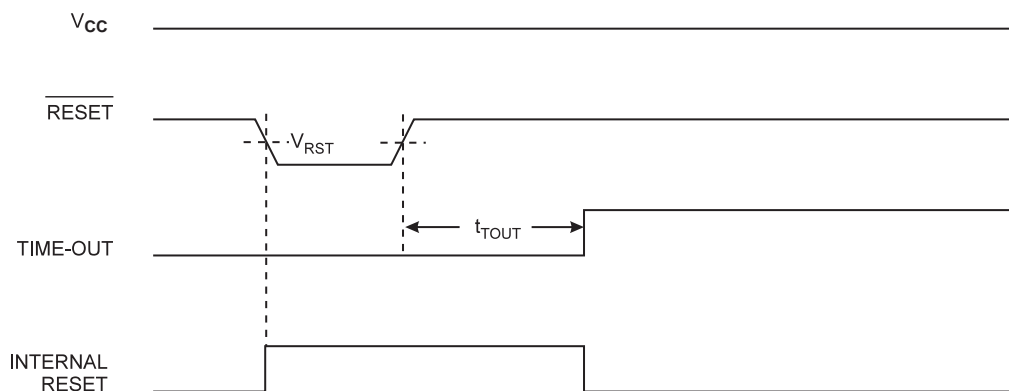 VCC
RESET
VRST
tTOUT
TIME-OUT
INTERNAL
RESET